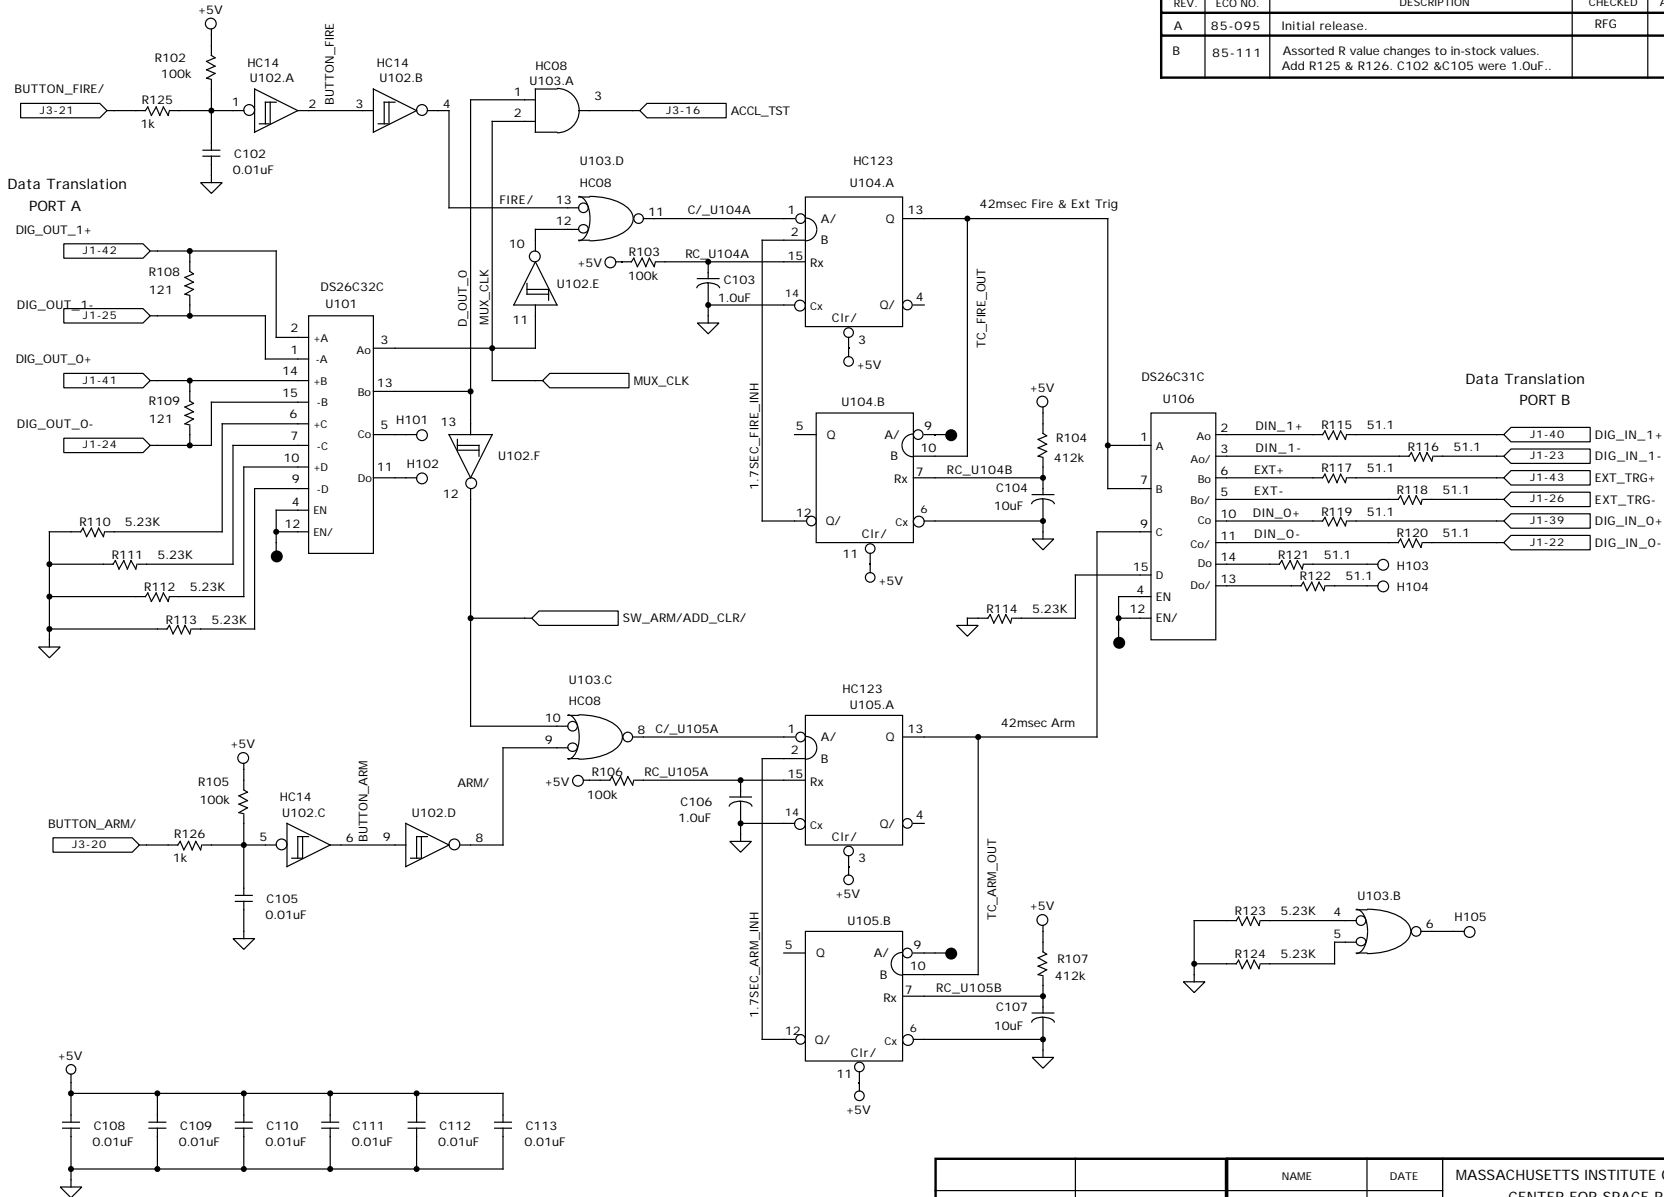 REV. ECO NO. DESCRIPTION CHECKED
A 85-095 Initial release. RFG
B 85-111 Assorted R value changes to in-stock values.
Add R125 & R126. C102 &C105 were 1.0uF..
+5V
R102
100k
HC14
U102.A
BUTTON_FIRE
HC14
U102.B
BUTTON_FIRE/
J3-21
R125
1k
1
2
3
4
C102
0.01uF
HC08
U103.A
1
2
3
J3-16
ACCL_TST
Data Translation
PORT A
DIG_OUT_1+
J1-42
R108
121
DIG_OUT_1-
J1-25
DIG_OUT_0+
J1-41
R109
121
DIG_OUT_0-
J1-24
DS26C32C
U101
2 +A
1 -A
14 +B
15 -B
6 +C
7 -C
10 +D
9 -D
4 EN
12 EN/
Ao 3
Bo 13
Co 5 H101
Do 11 H102
R110 5.23K
R111 5.23K
R112 5.23K
R113 5.23K
D_OUT_0
MUX_CLK
MUX_CLK
10
U102.E
11
13
U102.F
12
SW_ARM/ADD_CLR/
U103.D
HC08
FIRE/
13
12
11
C/_U104A
+5V
R103
100k
RC_U104A
C103
1.0uF
HC123
U104.A
1 A/
2 B
15 Rx
14 Cx
Q 13
Q/ 4
Clr/
3
+5V
42msec Fire & Ext Trig
TC_FIRE_OUT
1.7SEC_FIRE_INH
U104.B
5 Q
A/ 9
B 10
Rx 7
RC_U104B
12 Q/
Cx 6
Clr/
11
+5V
+5V
R104
412k
C104
10uF
DS26C31C
U106
1 A
7 B
9 C
15 D
4 EN
12 EN/
Ao 2
Ao/ 3
Bo 6
Bo/ 5
Co 10
Co/ 11
Do 14
Do/ 13
R114 5.23K
Data Translation
PORT B
DIN_1+ R115 51.1 J1-40 DIG_IN_1+
DIN_1- R116 51.1 J1-23 DIG_IN_1-
EXT+ R117 51.1 J1-43 EXT_TRG+
EXT- R118 51.1 J1-26 EXT_TRG-
DIN_0+ R119 51.1 J1-39 DIG_IN_0+
DIN_0- R120 51.1 J1-22 DIG_IN_0-
R121 51.1 H103
R122 51.1 H104
U103.C
HC08
10
9
8
C/_U105A
+5V
R106
100k
RC_U105A
C106
1.0uF
HC123
U105.A
1 A/
2 B
15 Rx
14 Cx
Q 13
Q/ 4
Clr/
3
+5V
42msec Arm
TC_ARM_OUT
1.7SEC_ARM_INH
+5V
R105
100k
HC14
U102.C
BUTTON_ARM
U102.D
ARM/
BUTTON_ARM/
J3-20
R126
1k
5
6
9
8
C105
0.01uF
U105.B
5 Q
A/ 9
B 10
Rx 7
RC_U105B
12 Q/
Cx 6
Clr/
11
+5V
+5V
R107
412k
C107
10uF
R123 5.23K
R124 5.23K
U103.B
4
5
6
H105
+5V
C108
0.01uF
C109
0.01uF
C110
0.01uF
C111
0.01uF
C112
0.01uF
C113
0.01uF
NAME DATE
MASSACHUSETTS INSTITUTE